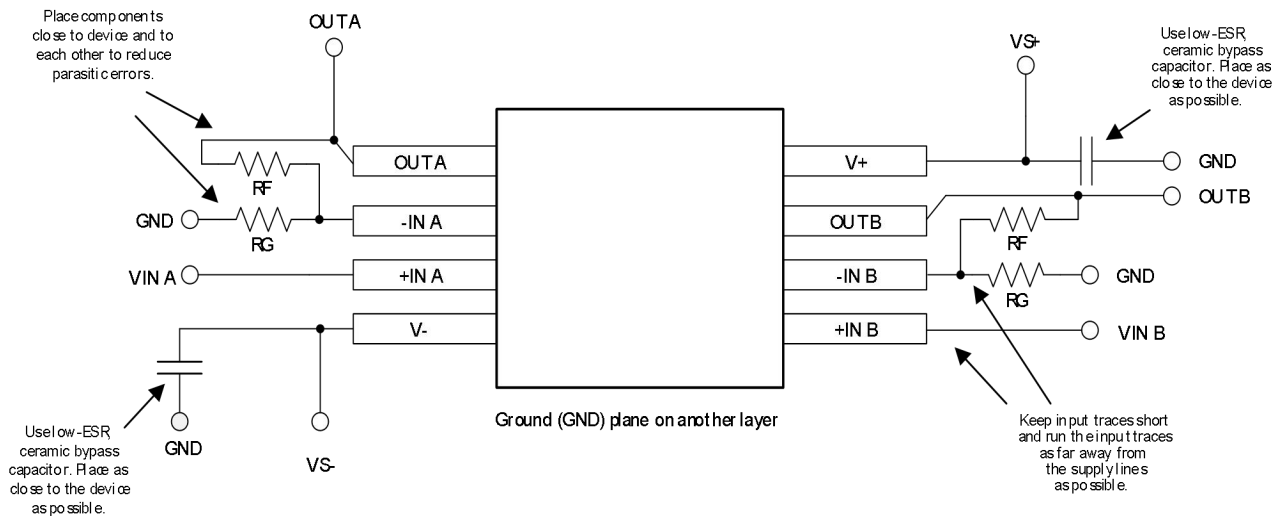 Place components
close to device and to
each other to reduce
parasitic errors.
OUTA
VS+
Use low-ESR,
ceramic bypass
capacitor. Place as
close to the device
as possible.
OUT A
V+
GND
RF
OUTB
GND
-IN A
OUTB
RG
RF
VIN A
+IN A
-IN B
GND
RG
V-
+IN B
VIN B
Ground (GND) plane on another layer
Use low-ESR,
ceramic bypass
capacitor. Place as
close to the device
as possible.
GND
VS-
Keep input traces short
and run the input traces
as far away from
the supply lines
as possible.